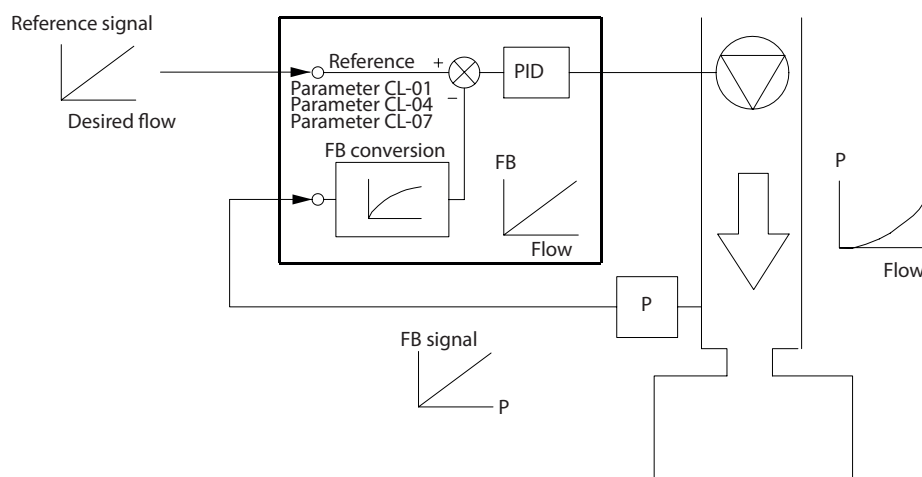 Reference signal
Desired flow
Reference
+
−
PID
Parameter CL-01
Parameter CL-04
Parameter CL-07
FB conversion
FB
Flow
P
Flow
P
FB signal
P